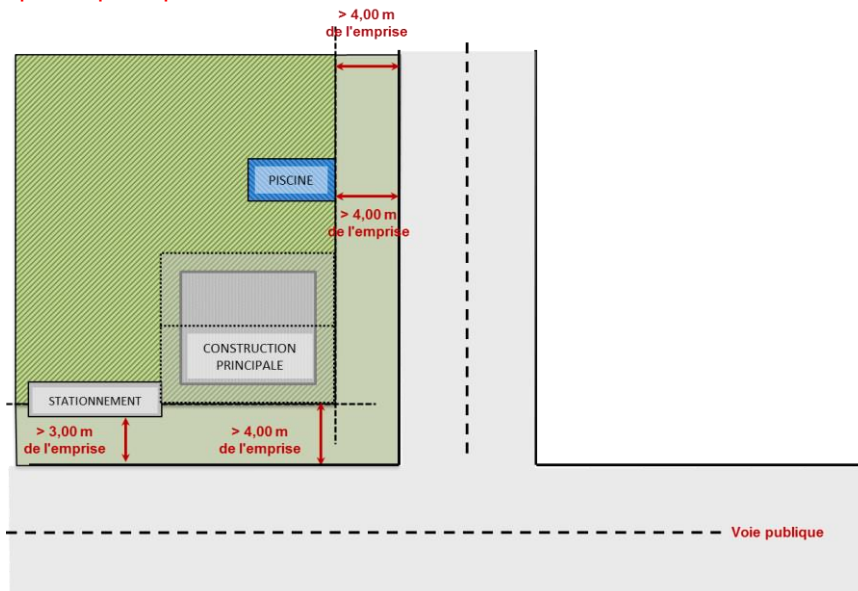 > 4,00 m
de l'emprise
PISCINE
> 4,00 m
de l'emprise
CONSTRUCTION
PRINCIPALE
STATIONNEMENT
> 3,00 m
de l'emprise
> 4,00 m
de l'emprise
Voie publique